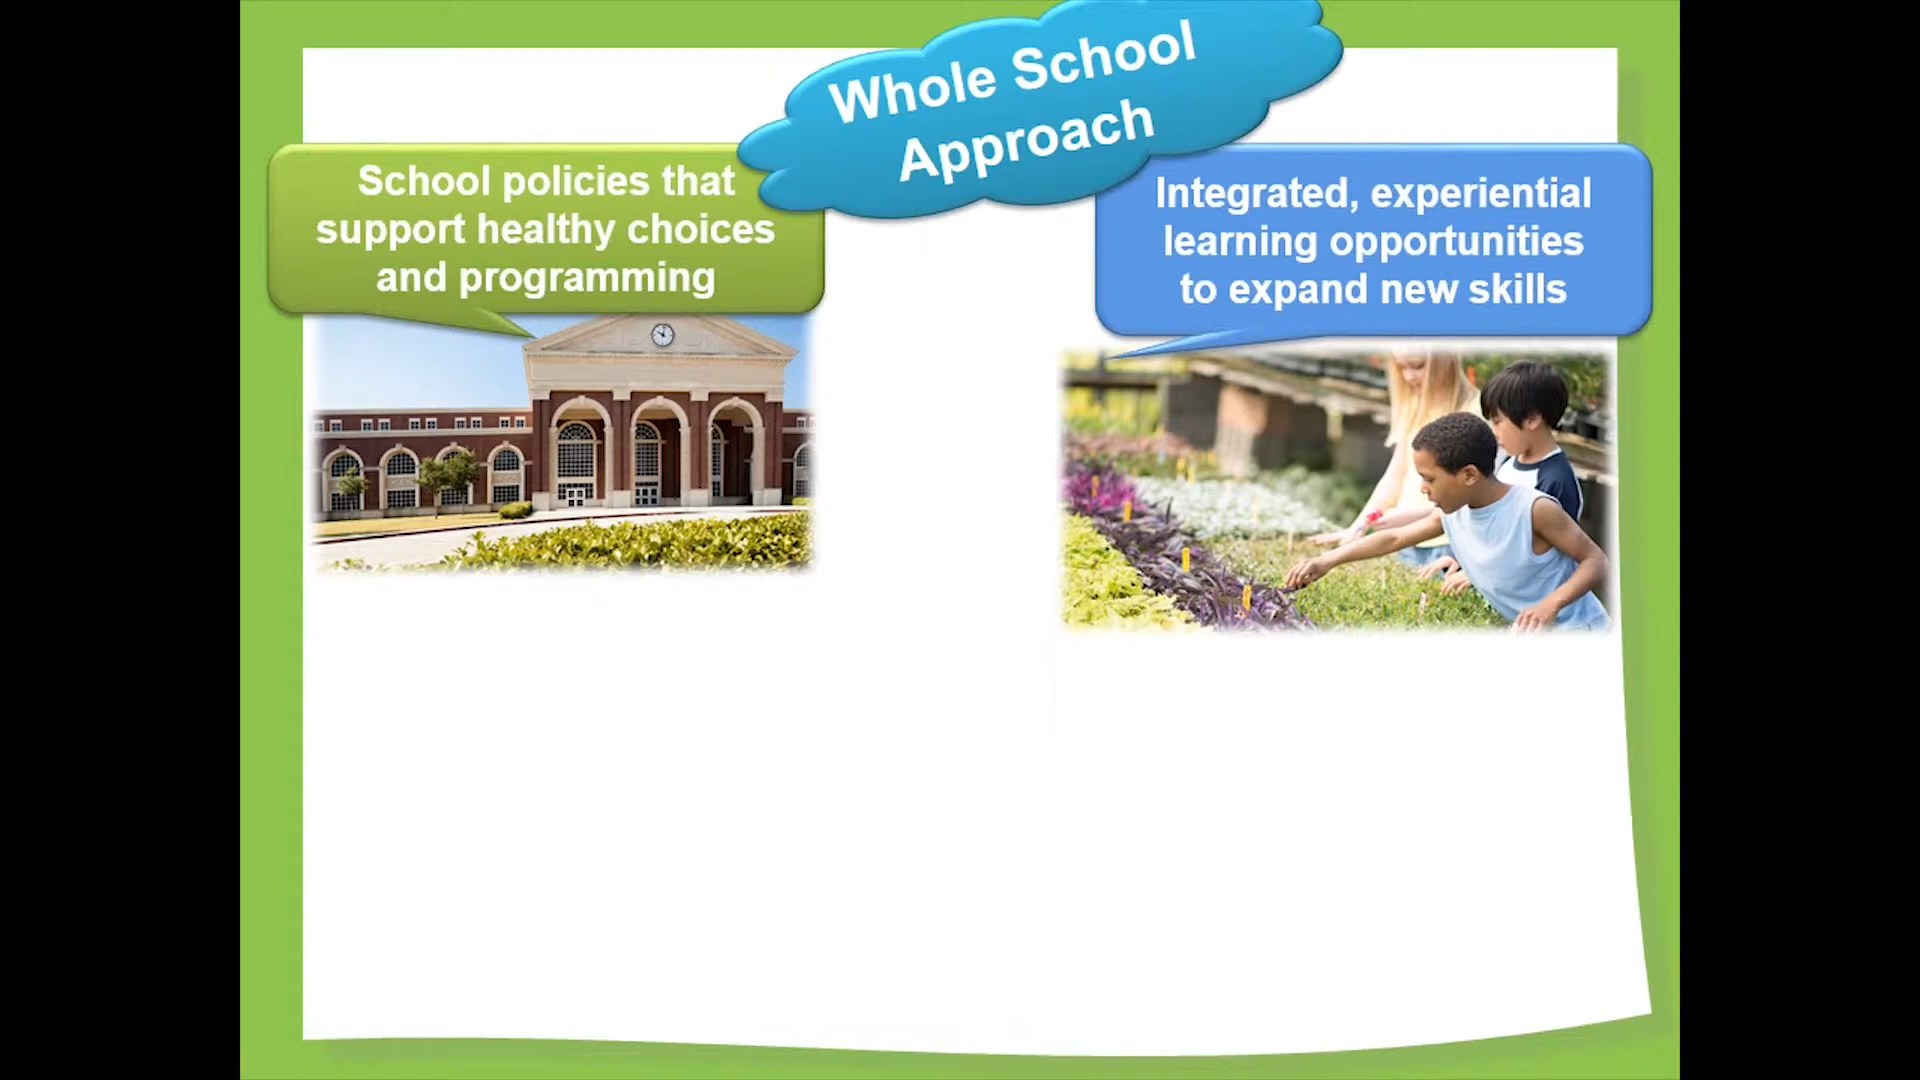 Whole School
Approach
School policies that
support healthy choices
and programming
Integrated, experiential
learning opportunities
to expand new skills